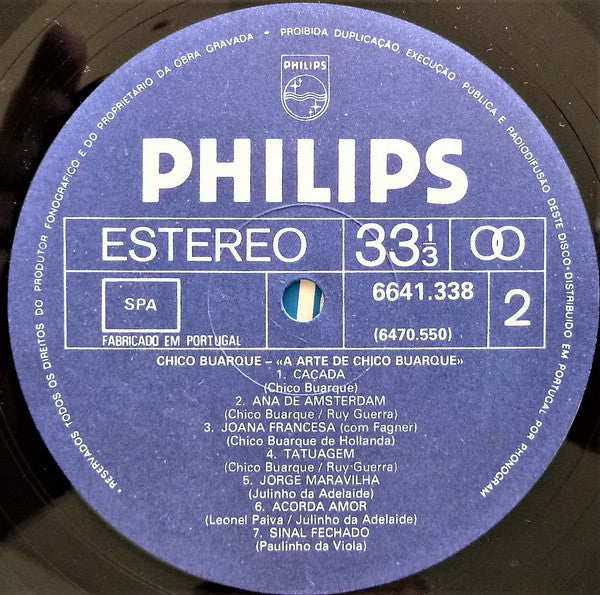 • RESERVADOS TODOS OS DIREITOS DO PRODUTOR FONOGRÁFICO E DO PROPRIETÁRIO DA OBRA GRAVADA • PROIBIDA DUPLICAÇÃO, EXECUÇÃO PÚBLICA E RADIODIFUSÃO DESTE DISCO • DISTRIBUIDO EM PORTUGAL POR PHONOGRAM
PHILIPS
PHILIPS
ESTEREO 33 1/3
SPA 6641.338 2
FABRICADO EM PORTUGAL (6470.550)
CHICO BUARQUE – «A ARTE DE CHICO BUARQUE»
1. CAÇADA
(Chico Buarque)
2. ANA DE AMSTERDAM
(Chico Buarque / Ruy Guerra)
3. JOANA FRANCESA (com Fagner)
(Chico Buarque de Hollanda)
4. TATUAGEM
(Chico Buarque / Ruy Guerra)
5. JORGE MARAVILHA
(Julinho da Adelaide)
6. ACORDA AMOR
(Leonel Paiva / Julinho da Adelaide)
7. SINAL FECHADO
(Paulinho da Viola)